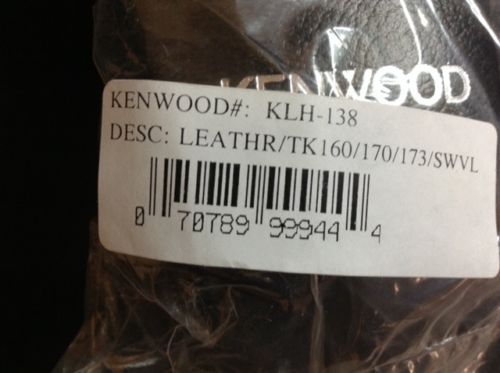 KENWOOD
KENWOOD#: KLH-138
DESC: LEATHR/TK160/170/173/SWVL
0 70789 99944 4